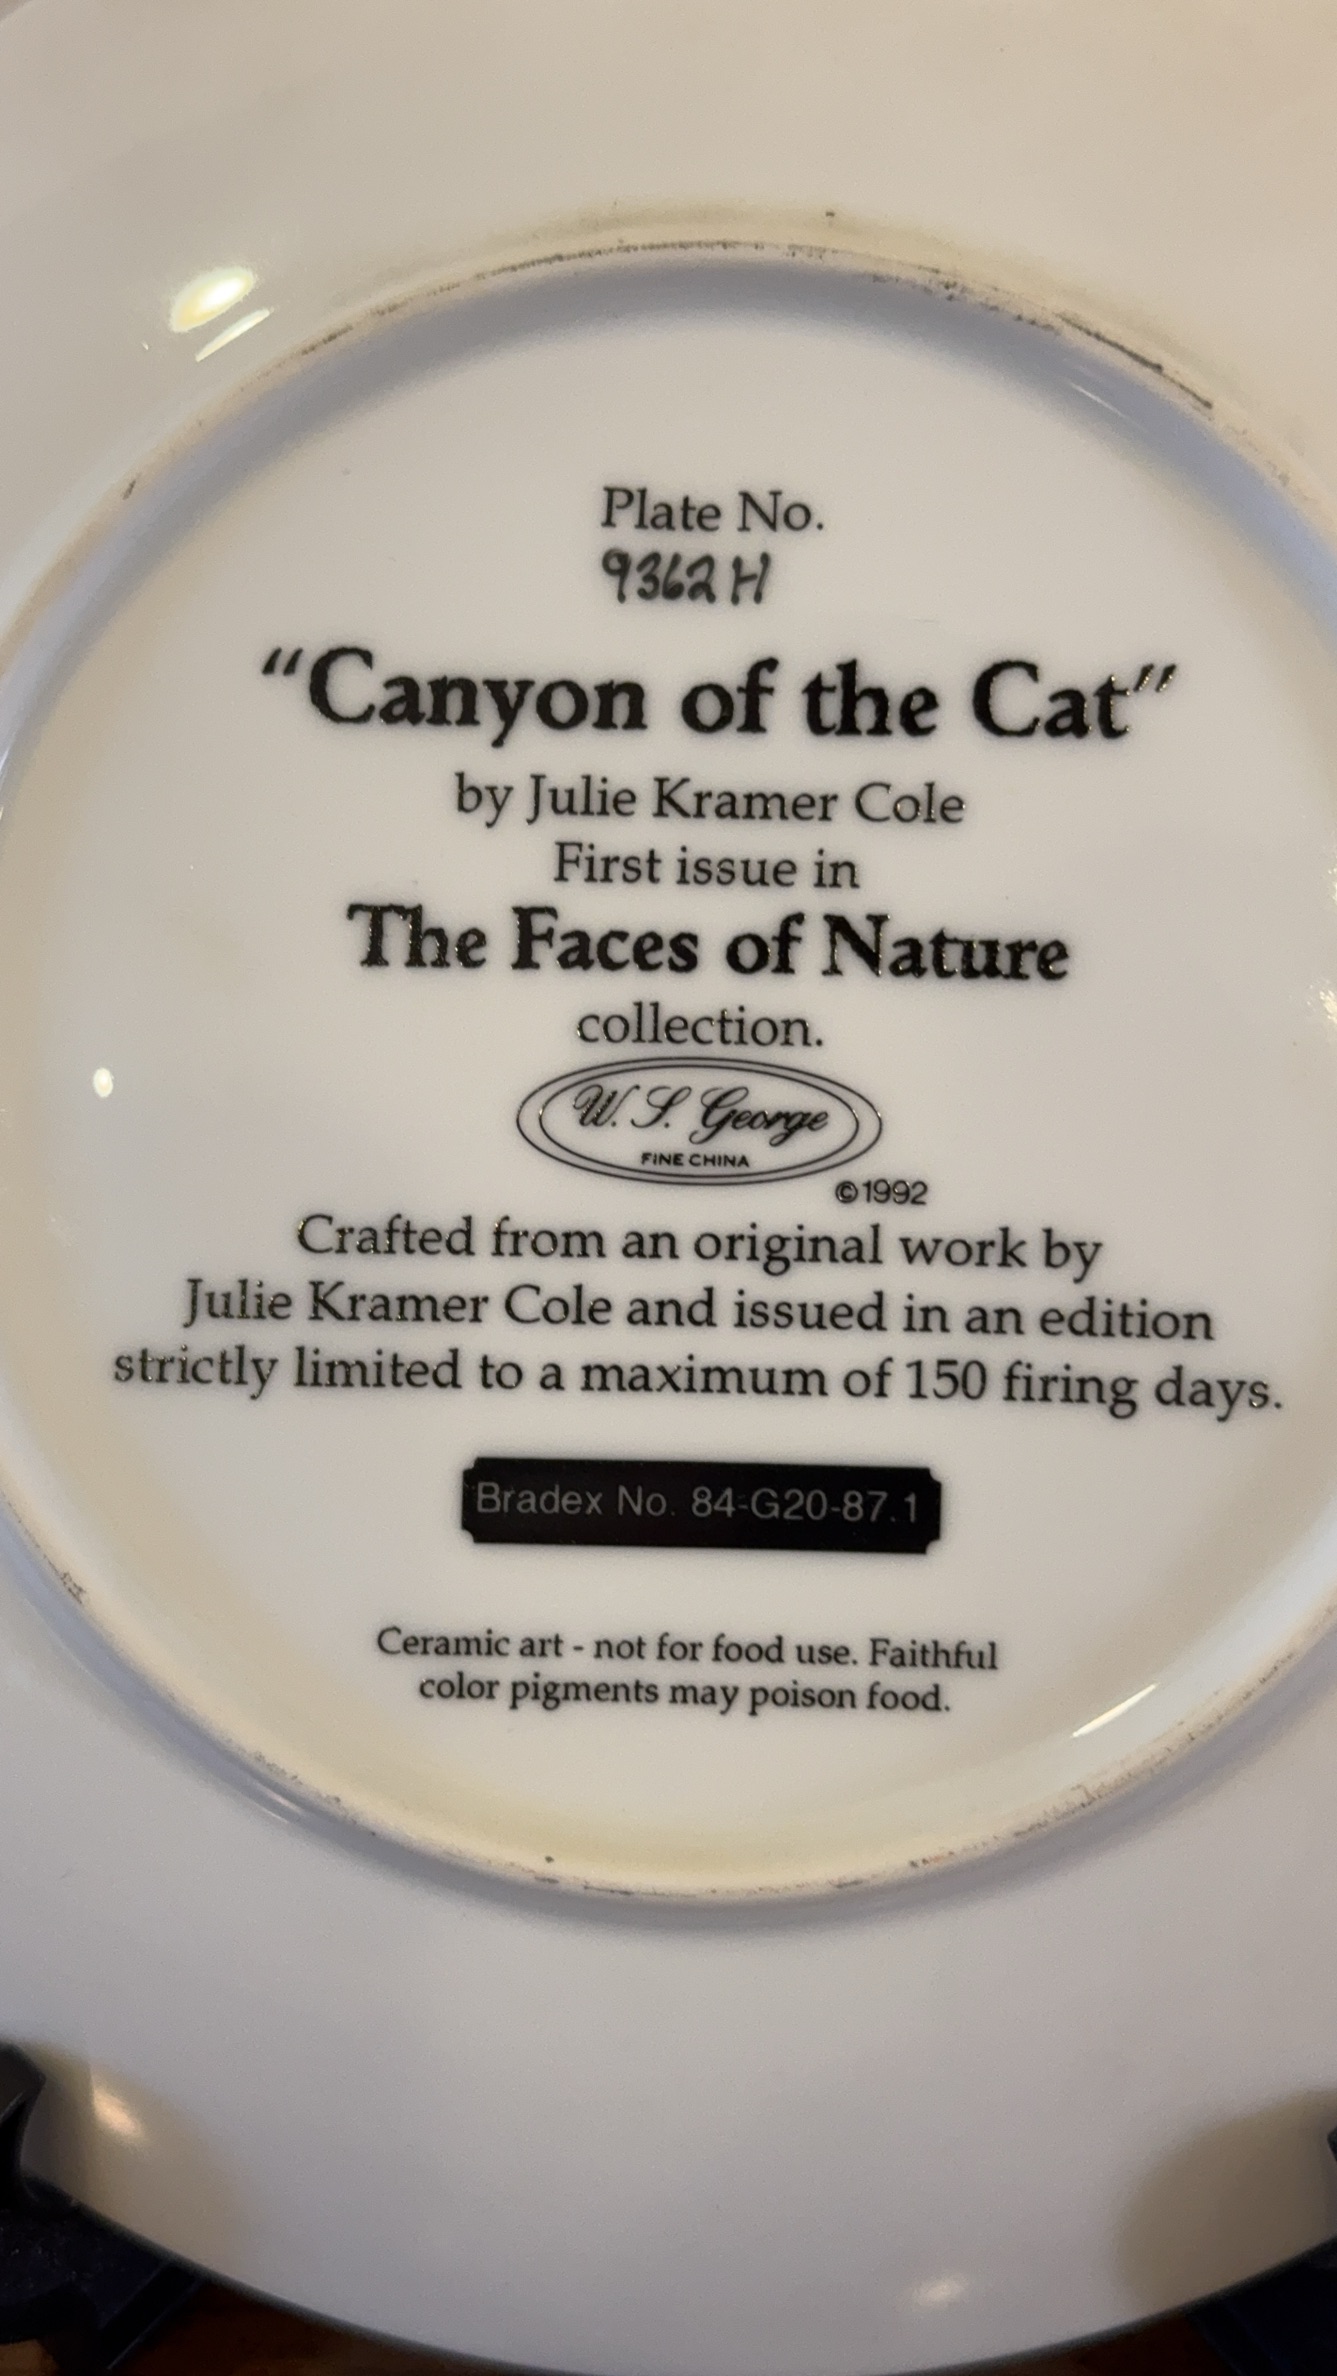 Plate No.
9362H
"Canyon of the Cat"
by Julie Kramer Cole
First issue in
The Faces of Nature
collection.
W. S. George
FINE CHINA
©1992
Crafted from an original work by
Julie Kramer Cole and issued in an edition
strictly limited to a maximum of 150 firing days.
Bradex No. 84-G20-87.1
Ceramic art - not for food use. Faithful
color pigments may poison food.